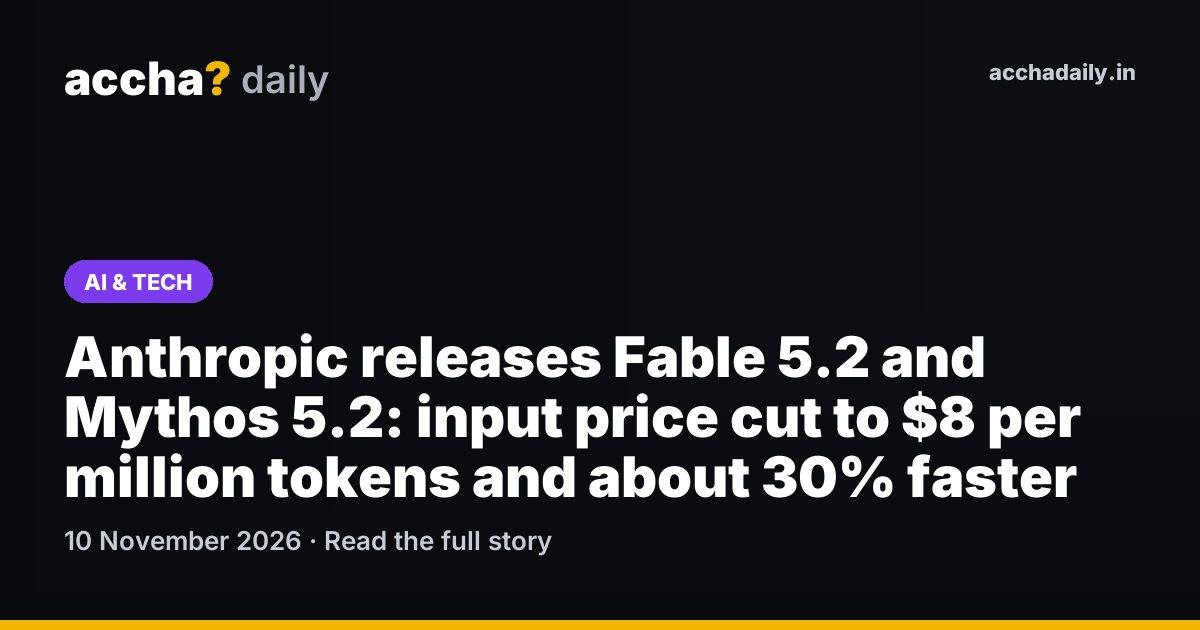 accha? daily
acchadaily.in
AI & TECH
Anthropic releases Fable 5.2 and
Mythos 5.2: input price cut to $8 per
million tokens and about 30% faster
10 November 2026 · Read the full story